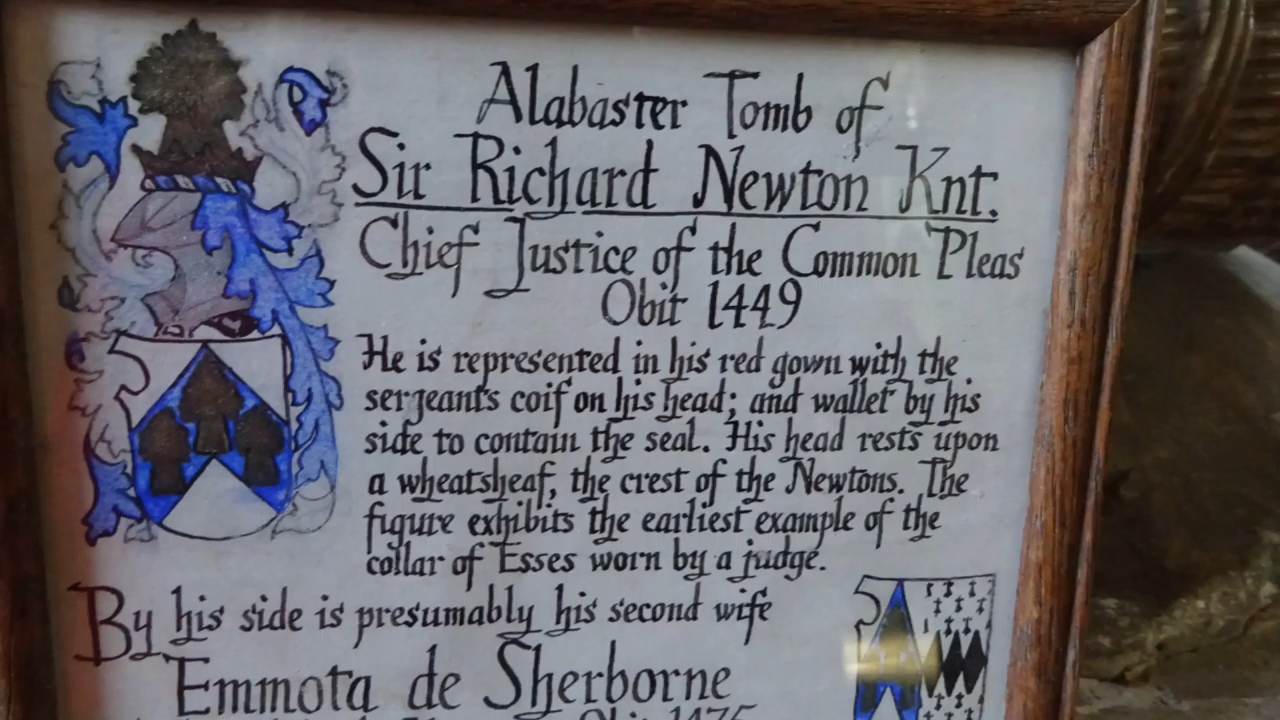 Alabaster Tomb of
Sir Richard Newton Knt.
Chief Justice of the Common Pleas
Obit 1449
He is represented in his red gown with the
serjeant's coif on his head; and wallet by his
side to contain the seal. His head rests upon
a wheatsheaf, the crest of the Newtons. The
figure exhibits the earliest example of the
collar of Esses worn by a judge.
By his side is presumably his second wife
Emmota de Sherborne
Obit 1475